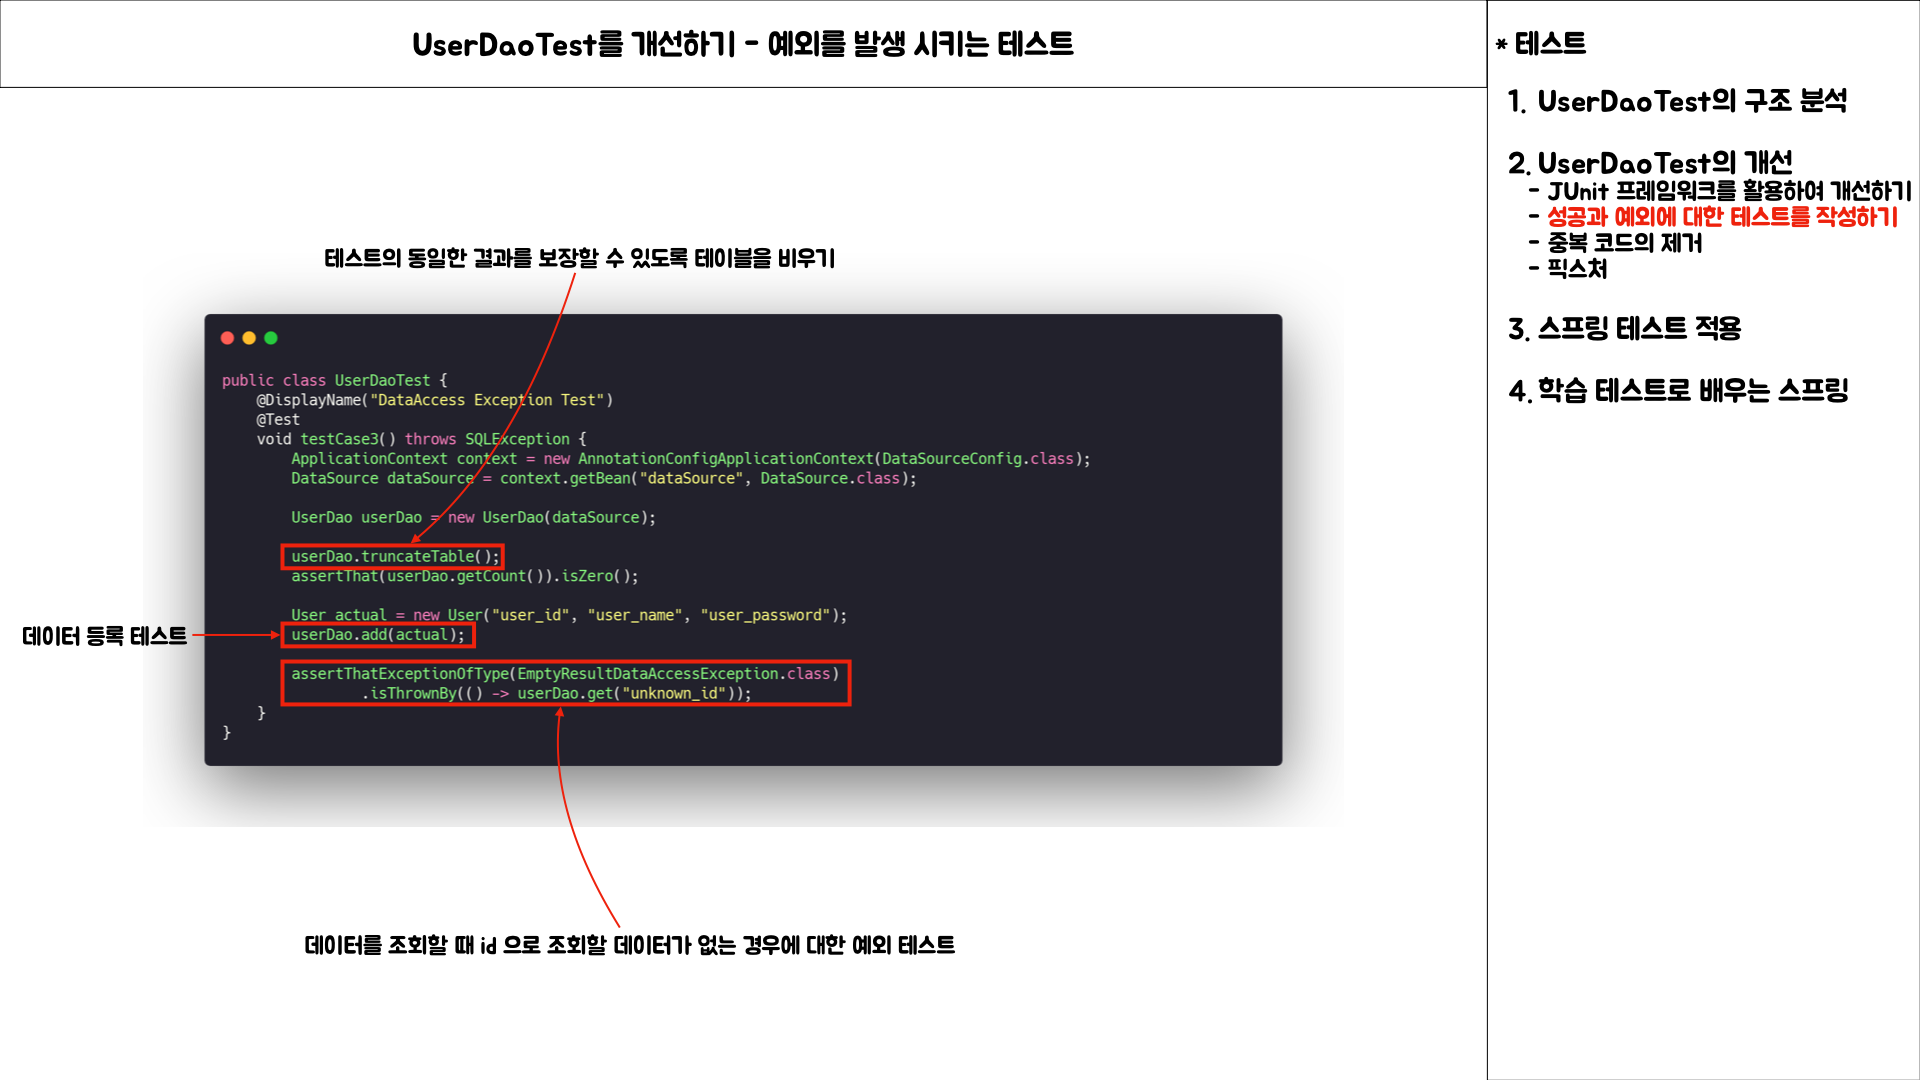 UserDaoTest를 개선하기 - 예외를 발생 시키는 테스트
* 테스트
1. UserDaoTest의 구조 분석
2. UserDaoTest의 개선
- JUnit 프레임워크를 활용하여 개선하기
- 성공과 예외에 대한 테스트를 작성하기
- 중복 코드의 제거
- 픽스처
3. 스프링 테스트 적용
4. 학습 테스트로 배우는 스프링
테스트의 동일한 결과를 보장할 수 있도록 테이블을 비우기
public class UserDaoTest {
    @DisplayName("DataAccess Exception Test")
    @Test
    void testCase3() throws SQLException {
        ApplicationContext context = new AnnotationConfigApplicationContext(DataSourceConfig.class);
        DataSource dataSource = context.getBean("dataSource", DataSource.class);
        UserDao userDao = new UserDao(dataSource);
        userDao.truncateTable();
        assertThat(userDao.getCount()).isZero();
        User actual = new User("user_id", "user_name", "user_password");
데이터 등록 테스트
        userDao.add(actual);
        assertThatExceptionOfType(EmptyResultDataAccessException.class)
                .isThrownBy(() -> userDao.get("unknown_id"));
    }
}
데이터를 조회할 때 id 으로 조회할 데이터가 없는 경우에 대한 예외 테스트